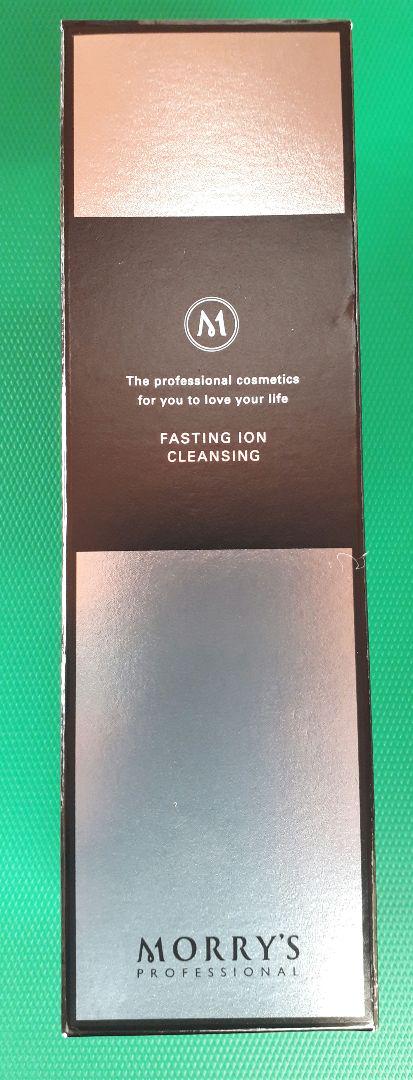 M
The professional cosmetics
for you to love your life
FASTING ION
CLEANSING
MORRY'S
PROFESSIONAL